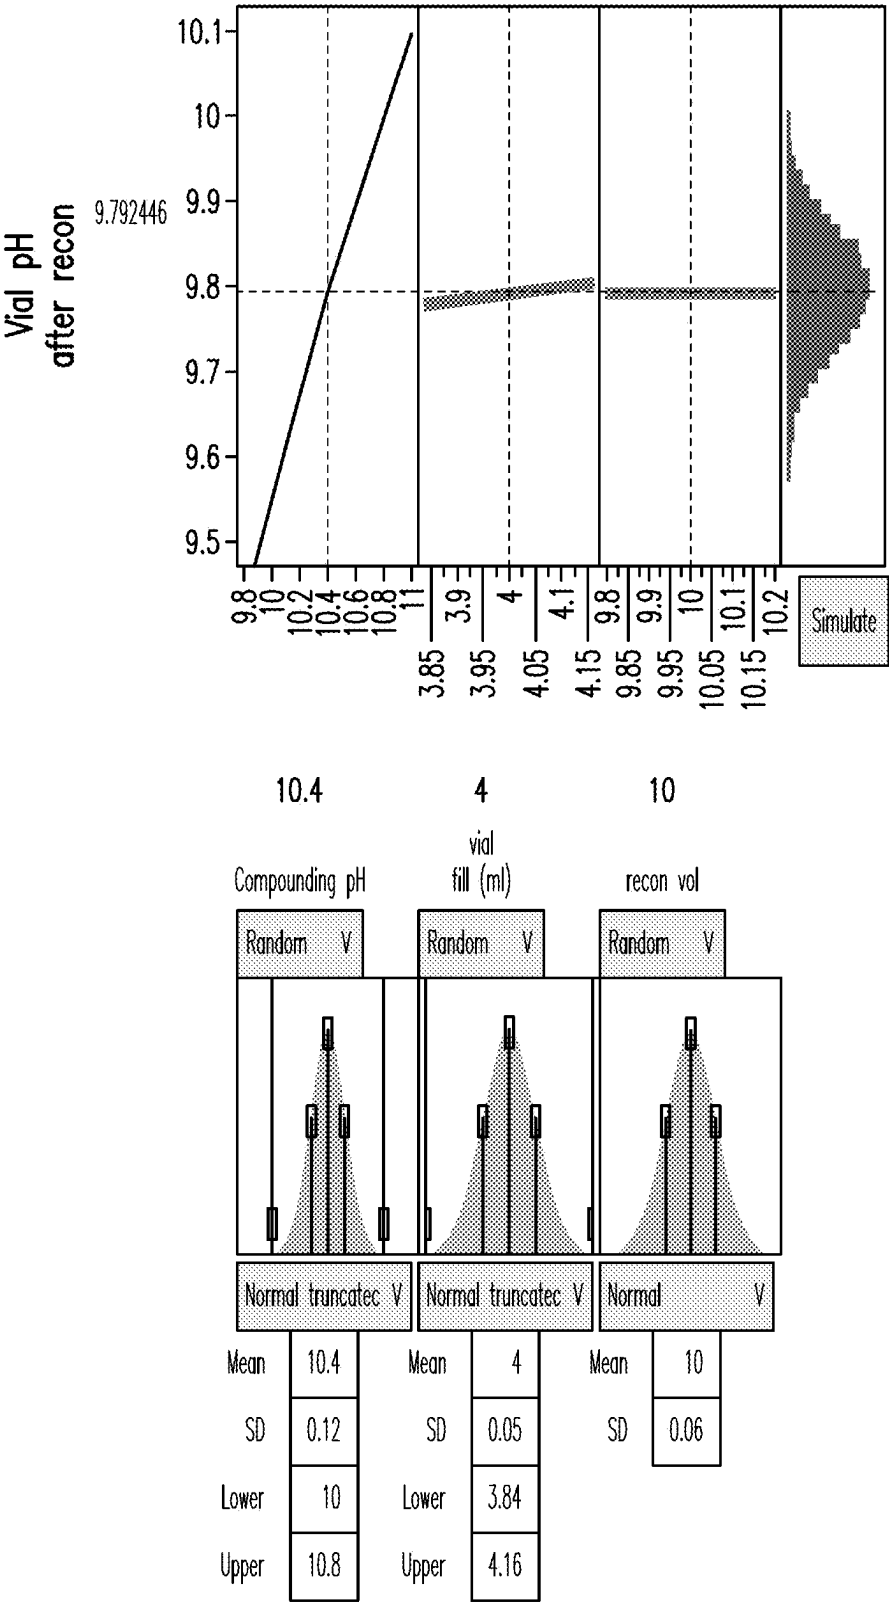 Vial pH
after recon
9.792446
10.1
10
9.9
9.8
9.7
9.6
9.5
9.8
10
10.2
10.4
10.6
10.8
11
3.85
3.9
3.95
4
4.05
4.1
4.15
9.8
9.85
9.9
9.95
10
10.05
10.1
10.15
10.2
Simulate
10.4 4 10
Compounding pH
vial
fill (ml)
recon vol
Random V Random V Random V
Normal truncatec V Normal truncatec V Normal V
Mean 10.4 Mean 4 Mean 10
SD 0.12 SD 0.05 SD 0.06
Lower 10 Lower 3.84
Upper 10.8 Upper 4.16